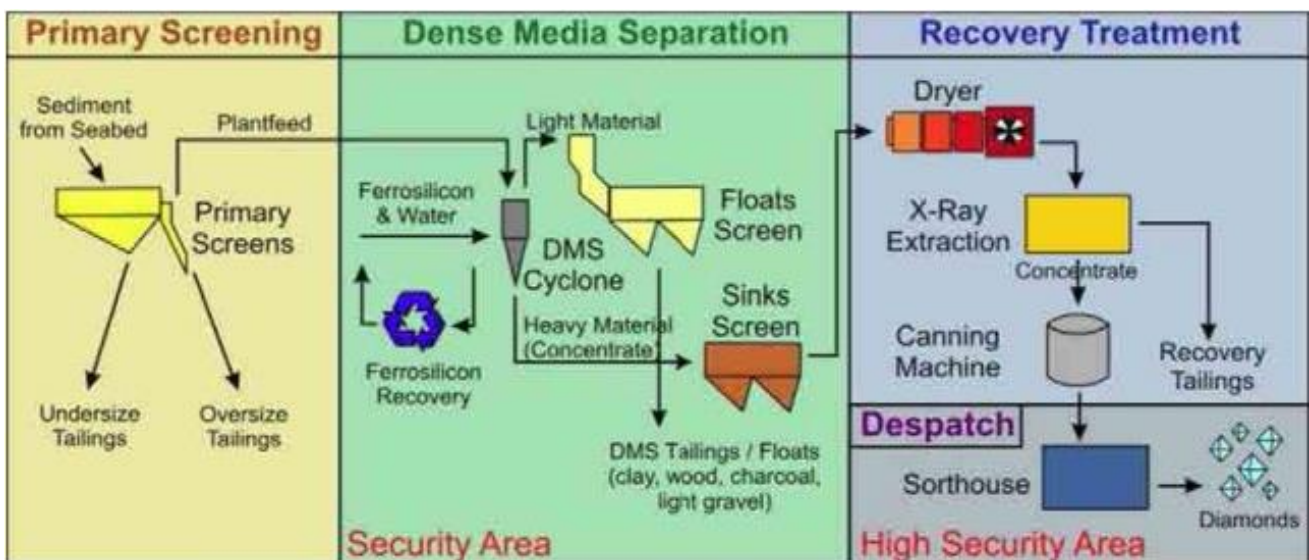 Primary Screening
Dense Media Separation
Recovery Treatment
Sediment
from Seabed
Plantfeed
Primary
Screens
Undersize
Tailings
Oversize
Tailings
Light Material
Ferrosilicon
& Water
DMS
Cyclone
Floats
Screen
Sinks
Screen
Heavy Material
(Concentrate)
Ferrosilicon
Recovery
DMS Tailings / Floats
(clay, wood, charcoal,
light gravel)
Security Area
Dryer
X-Ray
Extraction
Concentrate
Canning
Machine
Recovery
Tailings
Despatch
Sorthouse
Diamonds
High Security Area